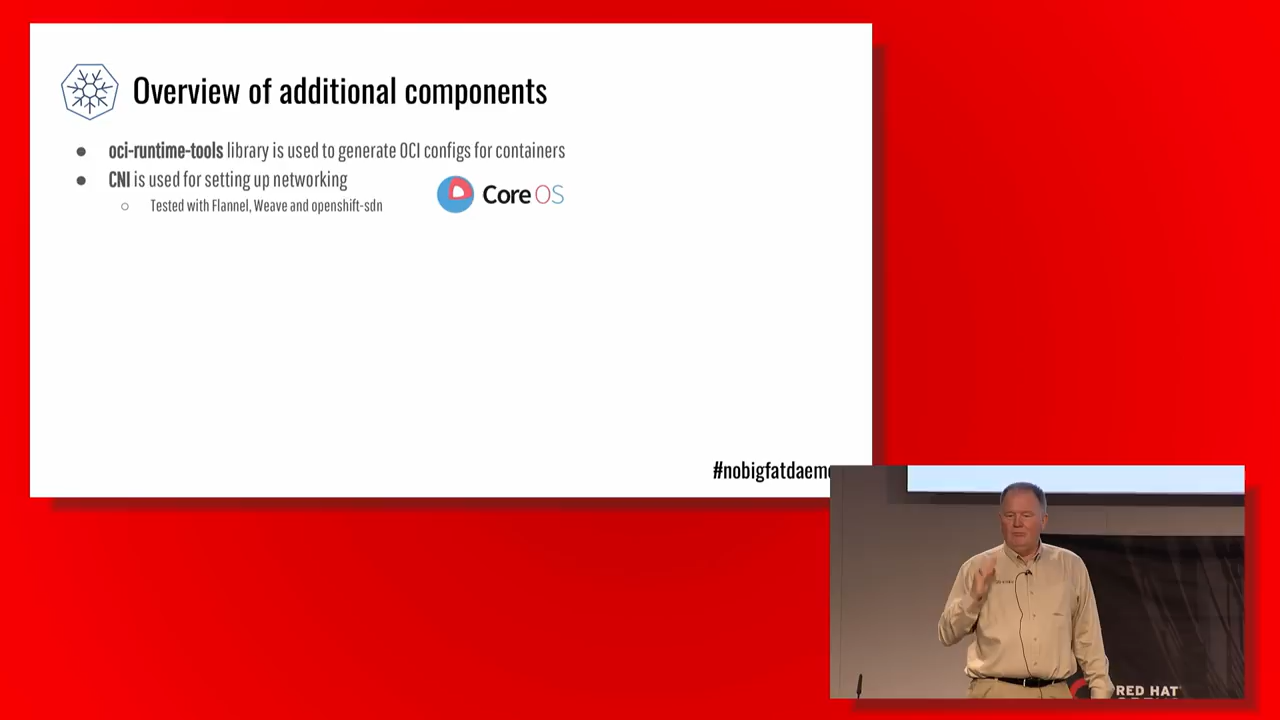 Overview of additional components
● oci-runtime-tools library is used to generate OCI configs for containers
● CNI is used for setting up networking
○ Tested with Flannel, Weave and openshift-sdn
Core OS
#nobigfatdaem
RED HAT